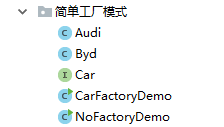 简单工厂模式
C Audi
C Byd
I Car
C CarFactoryDemo
C NoFactoryDemo